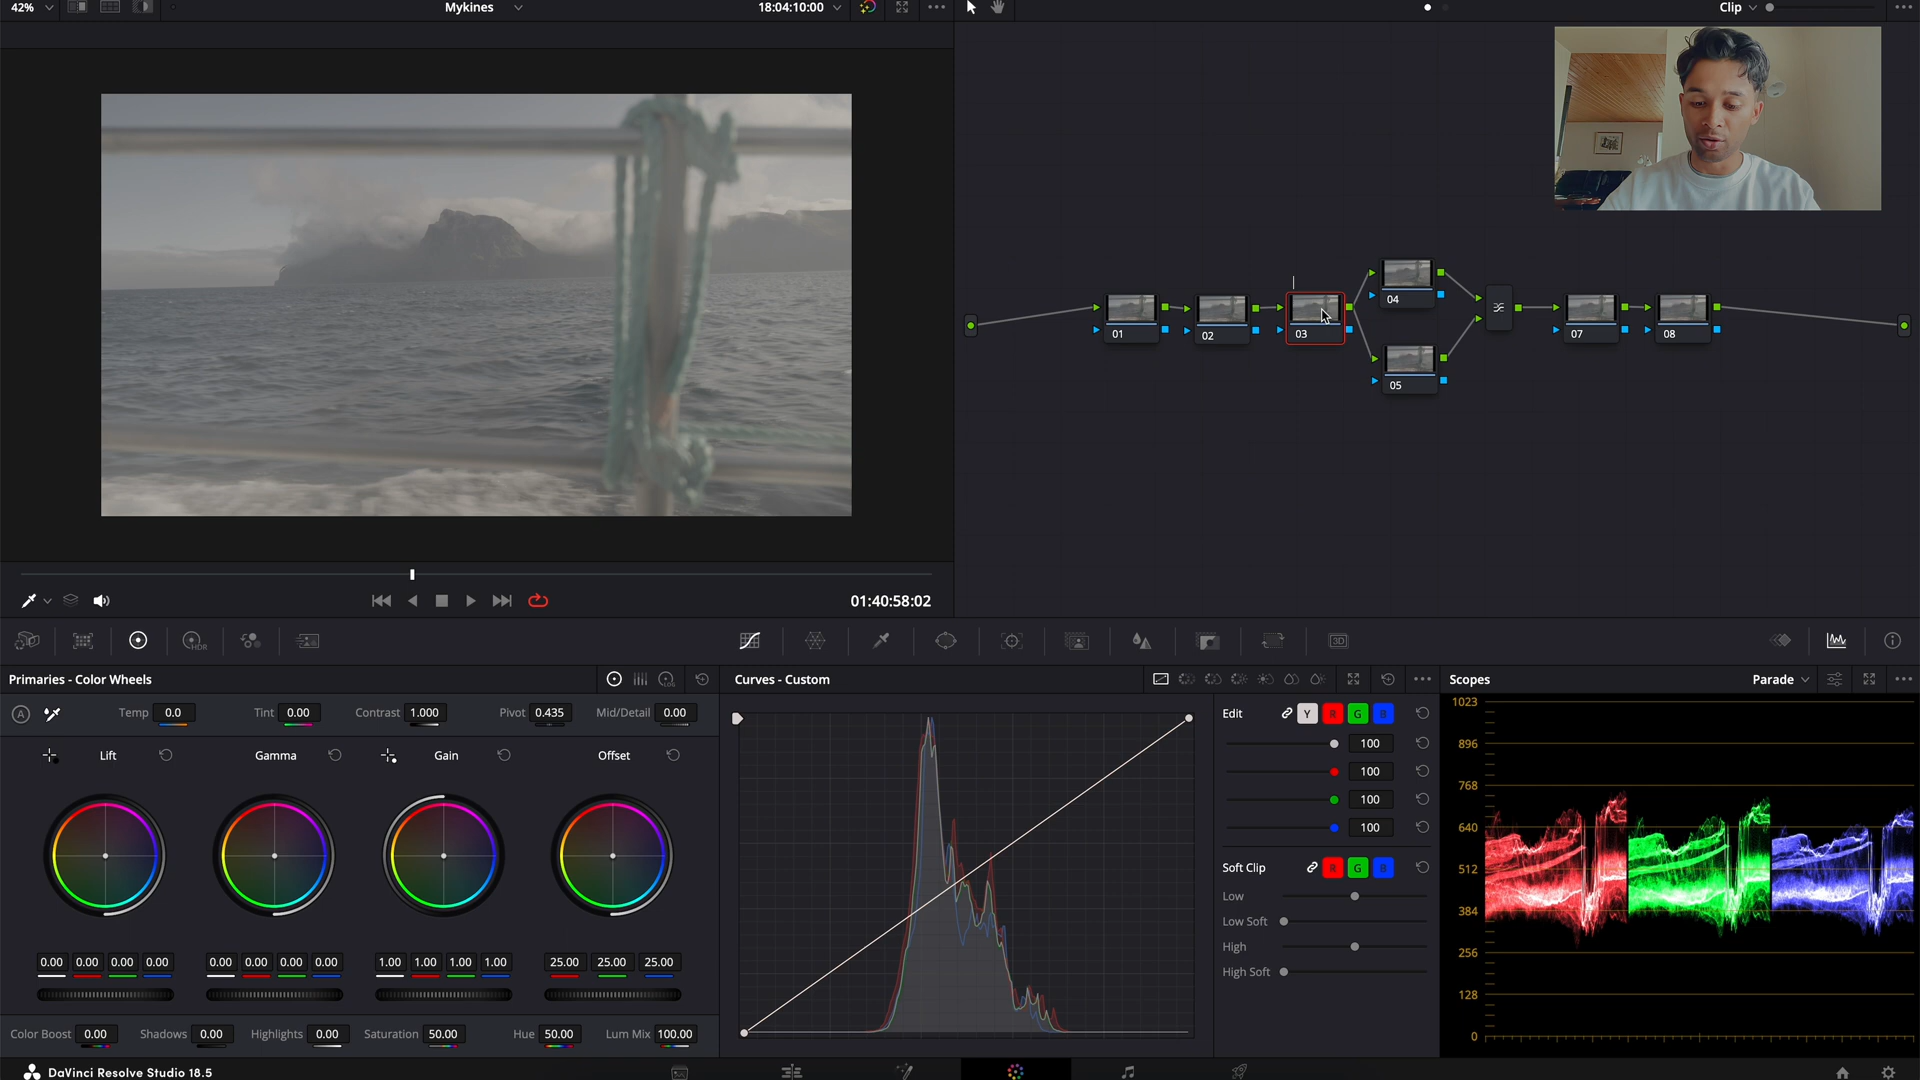 42%
Mykines
18:04:10:00
Clip
01
02
03
04
05
07
08
01:40:58:02
HDR
3D
Primaries - Color Wheels
LOG
Curves - Custom
Scopes
Parade
A
Temp 0.0
Tint 0.00
Contrast 1.000
Pivot 0.435
Mid/Detail 0.00
Lift
Gamma
Gain
Offset
0.00 0.00 0.00 0.00
0.00 0.00 0.00 0.00
1.00 1.00 1.00 1.00
25.00 25.00 25.00
Color Boost 0.00
Shadows 0.00
Highlights 0.00
Saturation 50.00
Hue 50.00
Lum Mix 100.00
Edit Y R G B
100
100
100
100
Soft Clip R G B
Low
Low Soft
High
High Soft
1023
896
768
640
512
384
256
128
0
DaVinci Resolve Studio 18.5